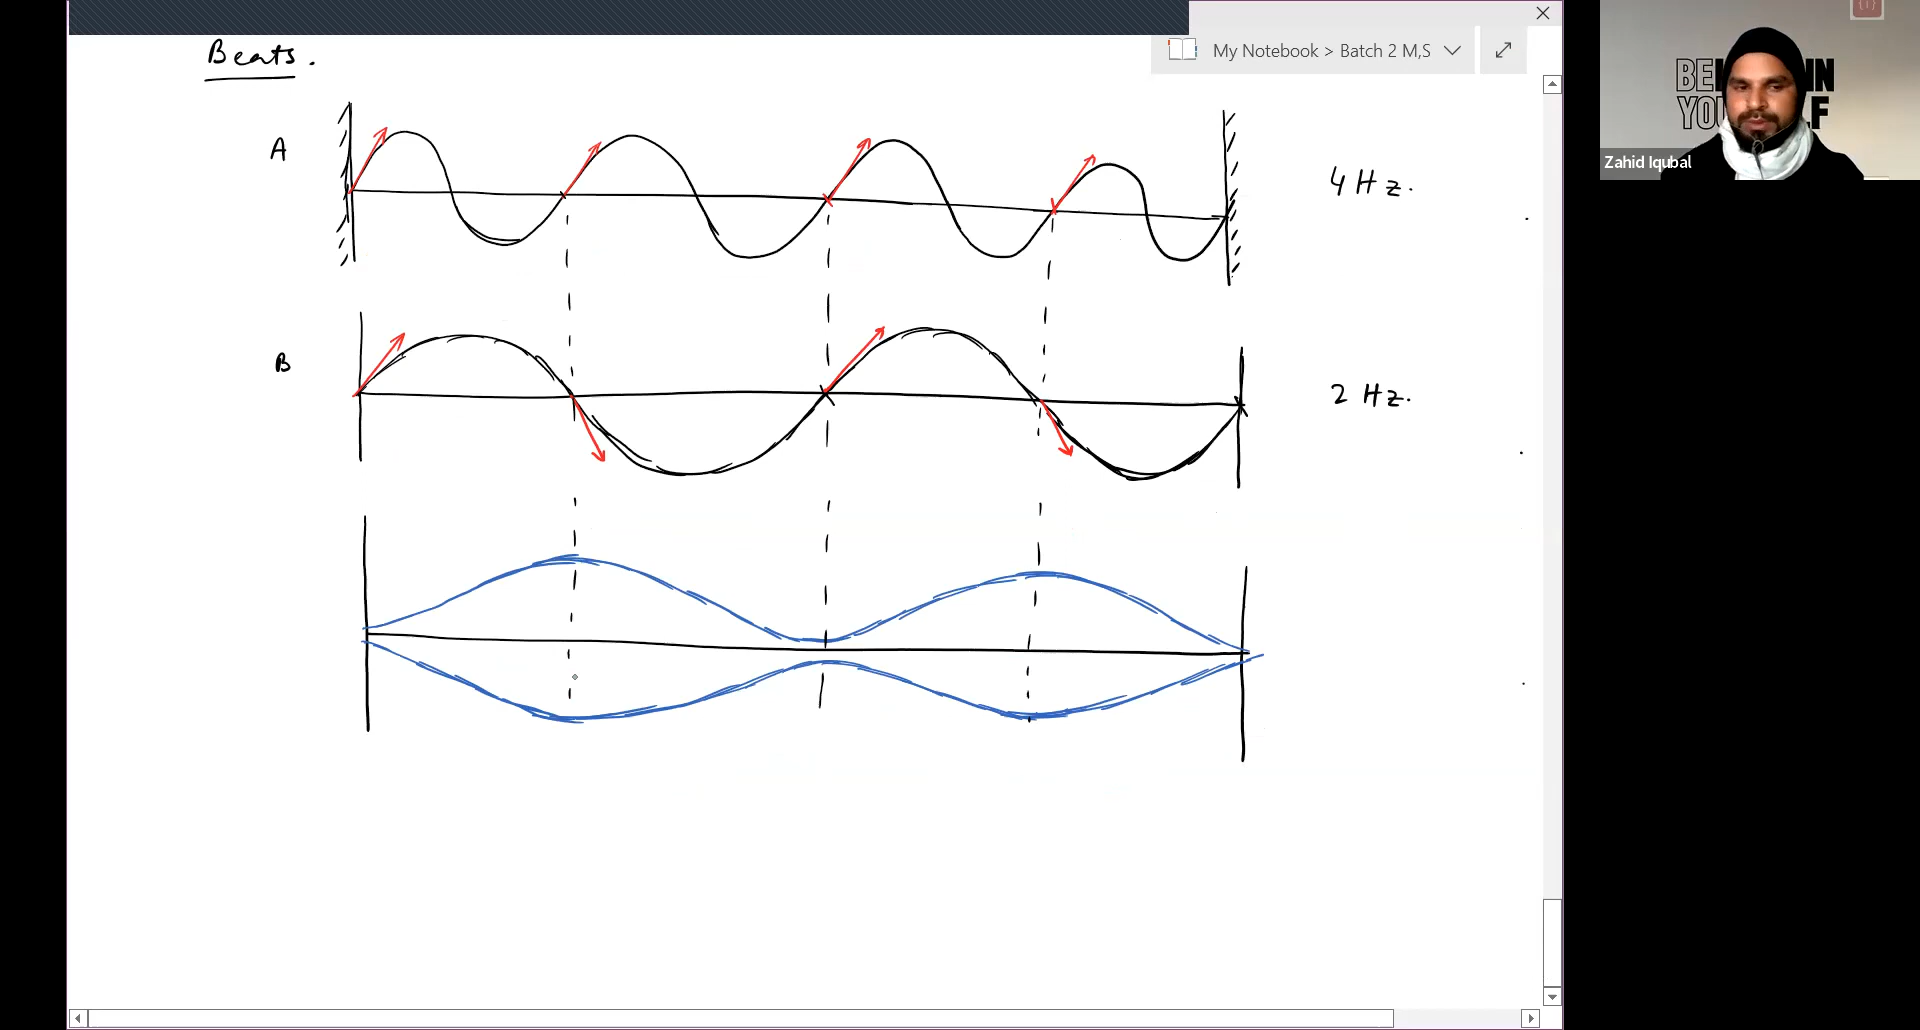 Beats.
My Notebook > Batch 2 M,S
A
4 Hz.
B
2 Hz.
Zahid Iqubal